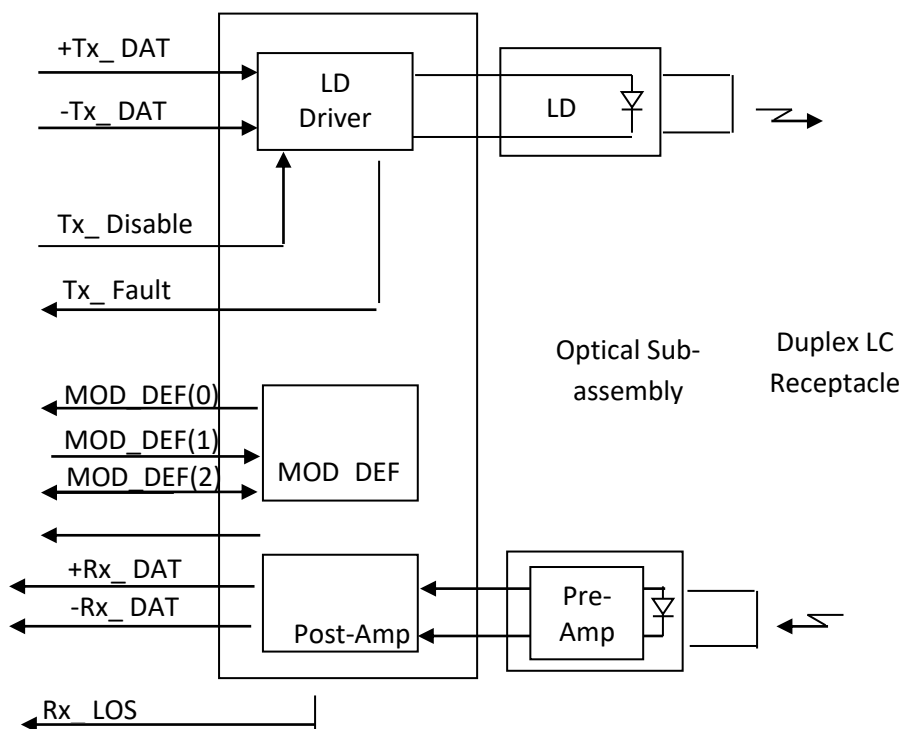 +Tx_ DAT
-Tx_ DAT
LD
Driver
LD
Tx_ Disable
Tx_ Fault
Optical Sub-
assembly
Duplex LC
Receptacle
MOD_DEF(0)
MOD_DEF(1)
MOD_DEF(2)
MOD DEF
+Rx_ DAT
-Rx_ DAT
Post-Amp
Pre-
Amp
Rx_ LOS